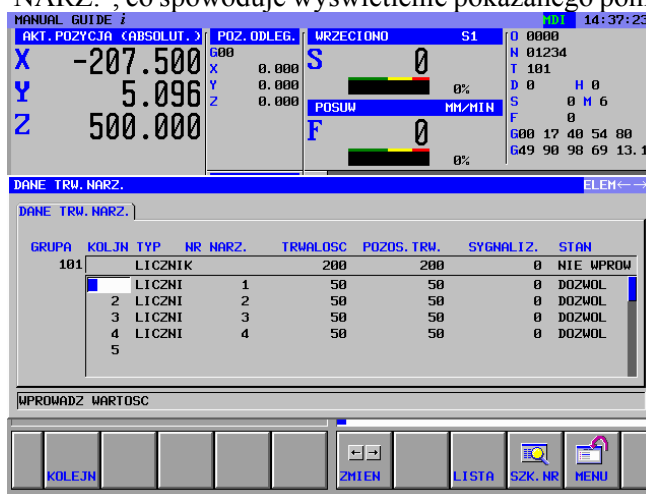 NARZ.", co spowoduje wyświetlenie pokazanego poni
MANUAL GUIDE i MDI 14:37:23
AKT.POZYCJA (ABSOLUT.) POZ.ODLEG. WRZECIONO S1 O 0000
X -207.500 G00 S 0 N 01234
X 0.000 T 101
Y 5.096 Y 0.000 0% D 0 H 0
Z 0.000 POSUW MM/MIN S 0 M 6
Z 500.000 F 0 F 0
G00 17 40 54 80
0% G49 90 98 69 13.1
DANE TRW.NARZ. ELEM←→
DANE TRW.NARZ.
GRUPA KOLJN TYP NR NARZ. TRWALOSC POZOS.TRW. SYGNALIZ. STAN
101 LICZNIK 200 200 0 NIE WPROW
LICZNI 1 50 50 0 DOZWOL
2 LICZNI 2 50 50 0 DOZWOL
3 LICZNI 3 50 50 0 DOZWOL
4 LICZNI 4 50 50 0 DOZWOL
5
WPROWADZ WARTOSC
KOLEJN ZMIEN LISTA SZK.NR MENU